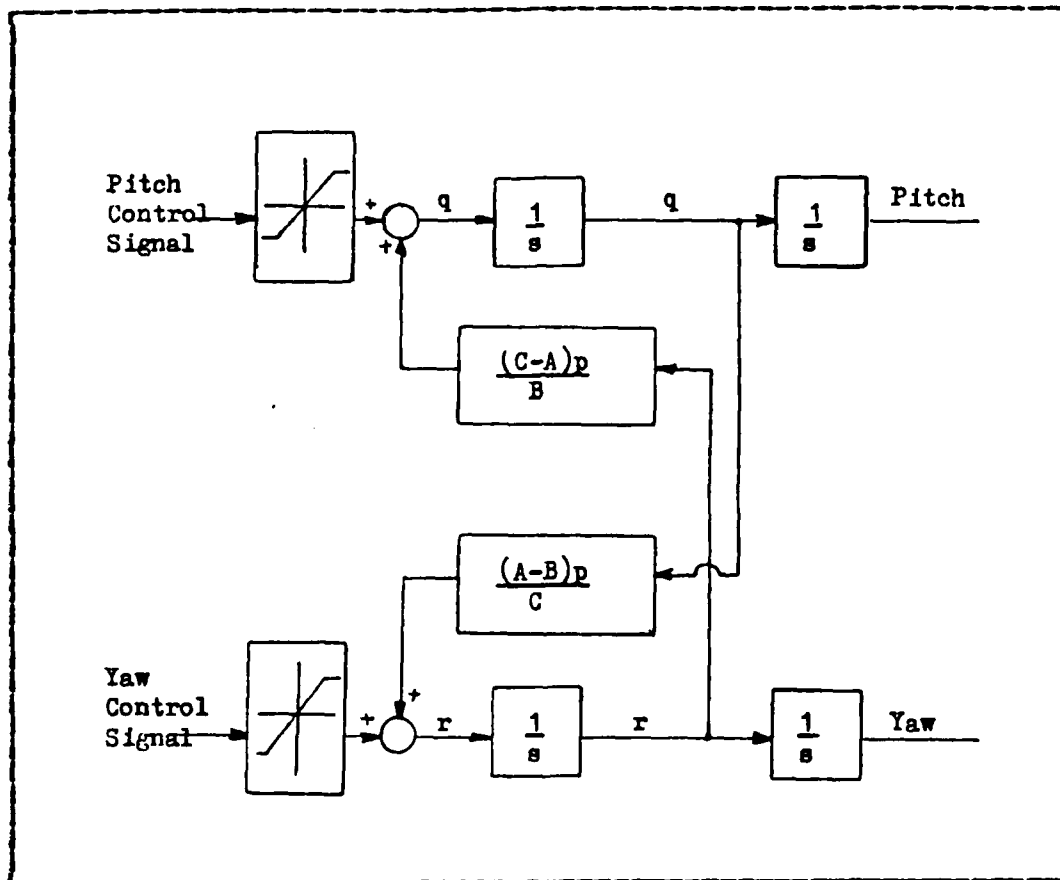 Pitch
Control
Signal
+
+
q
1
s
q
1
s
Pitch
(C-A)p
B
(A-B)p
C
Yaw
Control
Signal
+
+
r
1
s
r
1
s
Yaw